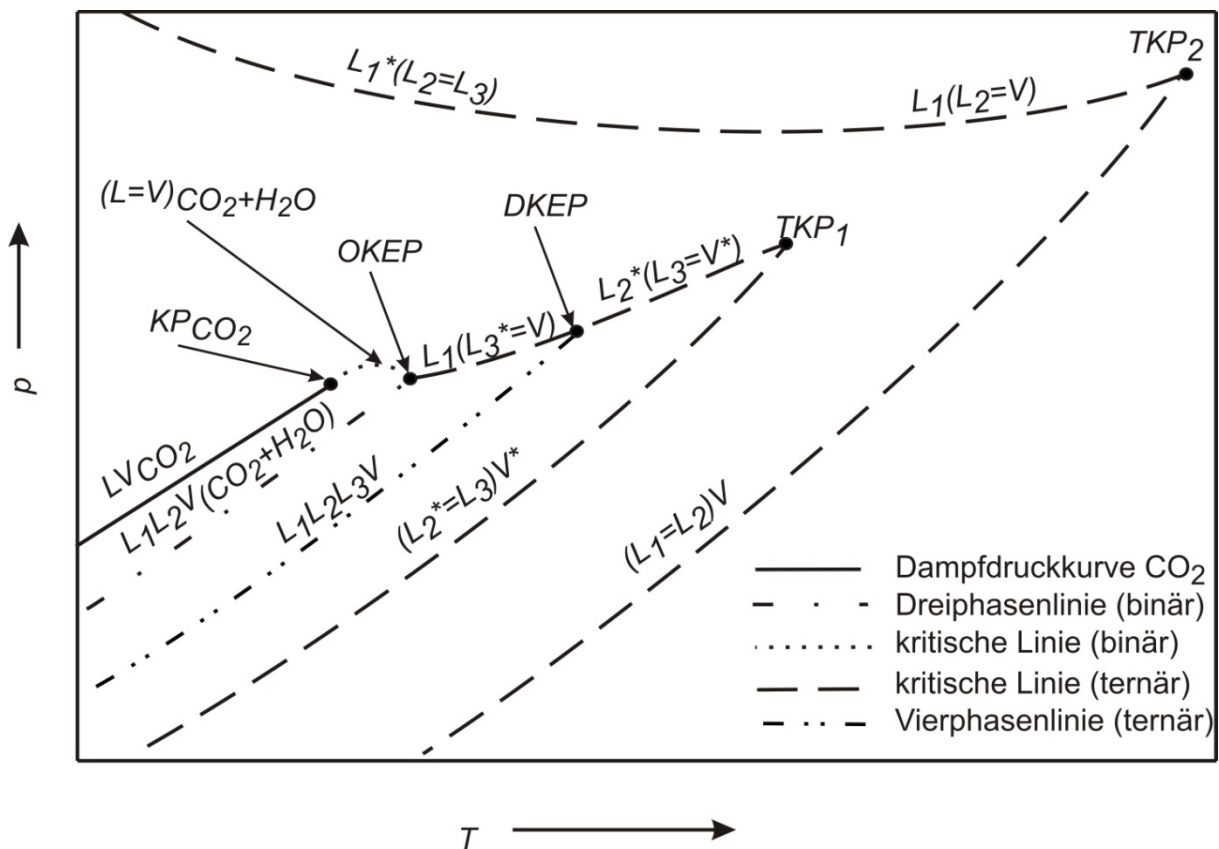 TKP2
L1*(L2=L3)
L1(L2=V)
(L=V)CO2+H2O
DKEP
TKP1
OKEP
L2*(L3=V*)
KPCO2
L1(L3*=V)
p
LVCO2
L1L2V(CO2+H2O)
L1L2L3V
(L2*=L3)V*
(L1=L2)V
Dampfdruckkurve CO2
Dreiphasenlinie (binär)
kritische Linie (binär)
kritische Linie (ternär)
Vierphasenlinie (ternär)
T